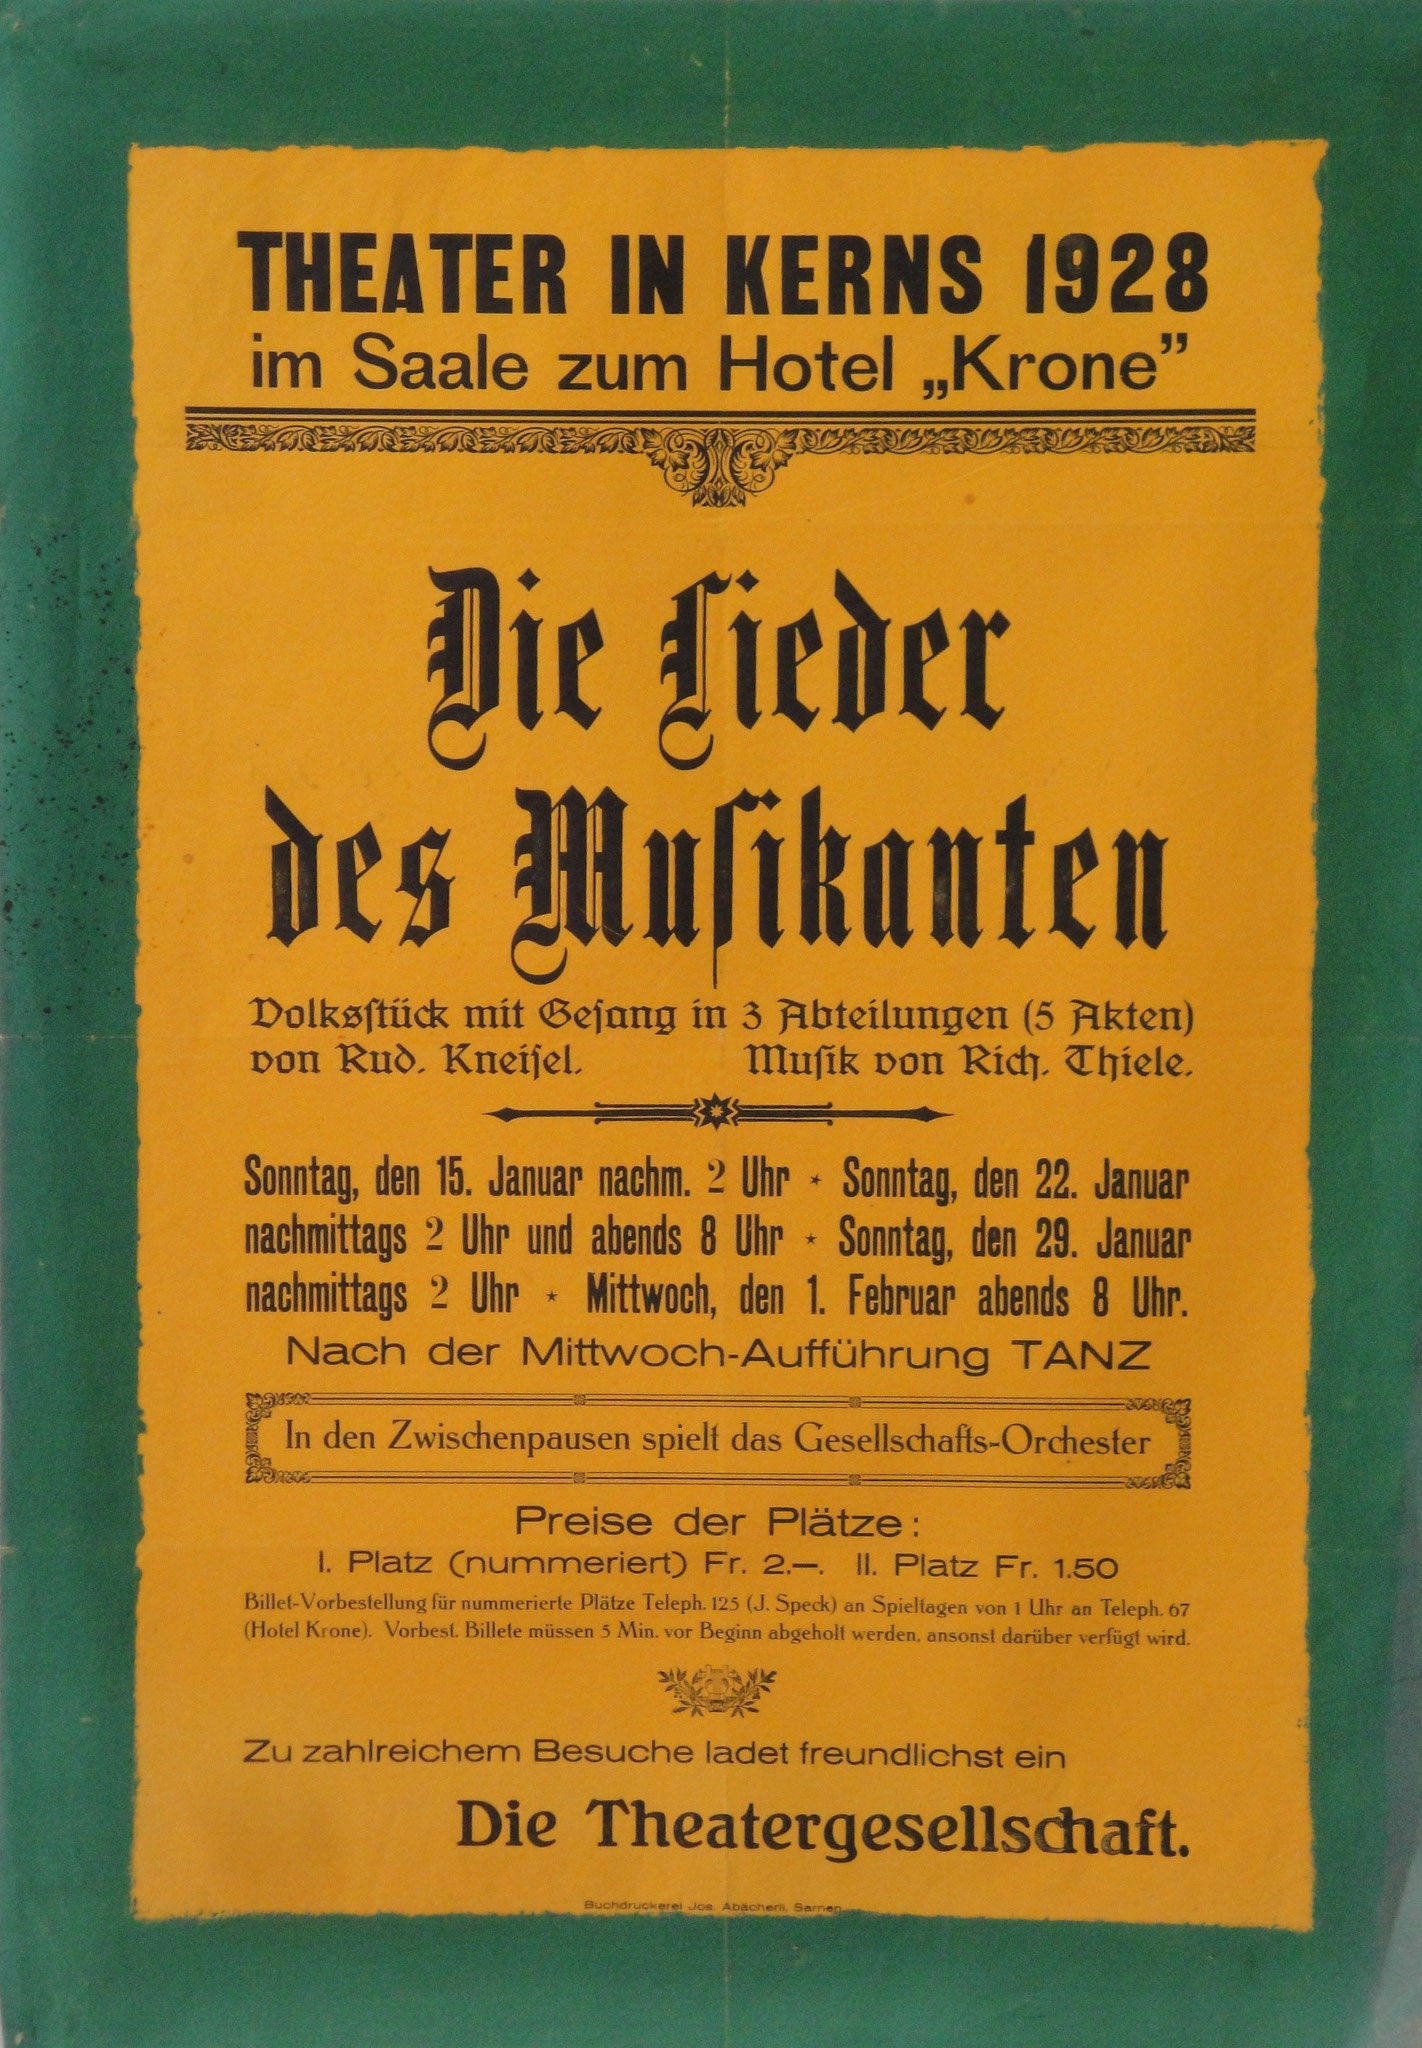 THEATER IN KERNS 1928
im Saale zum Hotel „Krone”
Die Lieder
des Muſikanten
Volksſtück mit Geſang in 3 Abteilungen (5 Akten)
von Rud. Kneiſel. Muſik von Rich. Thiele.
Sonntag, den 15. Januar nachm. 2 Uhr ⋆ Sonntag, den 22. Januar
nachmittags 2 Uhr und abends 8 Uhr ⋆ Sonntag, den 29. Januar
nachmittags 2 Uhr ⋆ Mittwoch, den 1. Februar abends 8 Uhr.
Nach der Mittwoch-Aufführung TANZ
In den Zwischenpausen spielt das Gesellschafts-Orchester
Preise der Plätze:
I. Platz (nummeriert) Fr. 2.—. II. Platz Fr. 1.50
Billet-Vorbestellung für nummerierte Plätze Teleph. 125 (J. Speck) an Spieltagen von 1 Uhr an Teleph. 67
(Hotel Krone). Vorbest. Billete müssen 5 Min. vor Beginn abgeholt werden, ansonst darüber verfügt wird.
Zu zahlreichem Besuche ladet freundlichst ein
Die Theatergesellschaft.
Buchdruckerei Jos. Abächerli, Sarnen